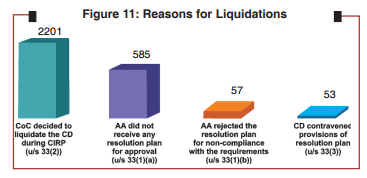 Figure 11: Reasons for Liquidations
2201
585
57
53
CoC decided to
liquidate the CD
during CIRP
(u/s 33(2))
AA did not
receive any
resolution plan
for approval
(u/s 33(1)(a))
AA rejected the
resolution plan
for non-compliance
with the requirements
(u/s 33(1)(b))
CD contravened
provisions of
resolution plan
(u/s 33(3))